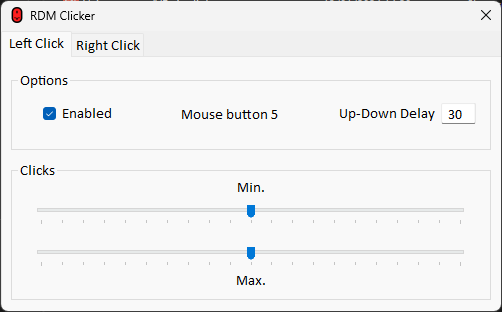 RDM Clicker
Left Click Right Click
Options
Enabled Mouse button 5 Up-Down Delay 30
Clicks
Min.
Max.